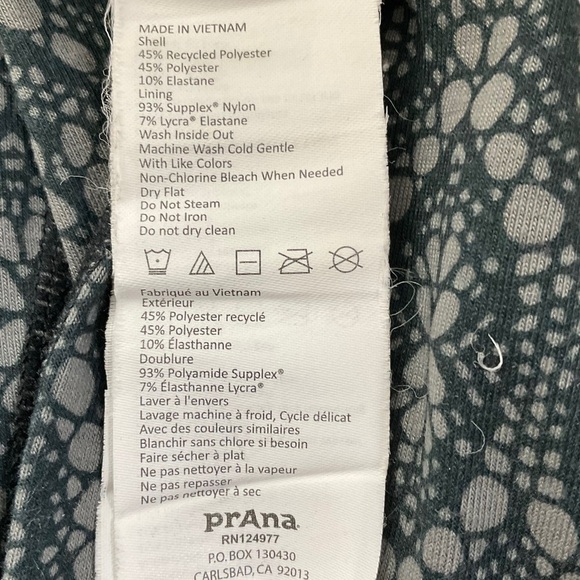 MADE IN VIETNAM
Shell
45% Recycled Polyester
45% Polyester
10% Elastane
Lining
93% Supplex® Nylon
7% Lycra® Elastane
Wash Inside Out
Machine Wash Cold Gentle
With Like Colors
Non-Chlorine Bleach When Needed
Dry Flat
Do Not Steam
Do Not Iron
Do not dry clean
Fabriqué au Vietnam
Extérieur
45% Polyester recyclé
45% Polyester
10% Élasthanne
Doublure
93% Polyamide Supplex®
7% Élasthanne Lycra®
Laver à l'envers
Lavage machine à froid, Cycle délicat
Avec des couleurs similaires
Blanchir sans chlore si besoin
Faire sécher à plat
Ne pas nettoyer à la vapeur
Ne pas repasser
Ne pas nettoyer à sec
prAna
RN124977
P.O. BOX 130430
CARLSBAD, CA 92013